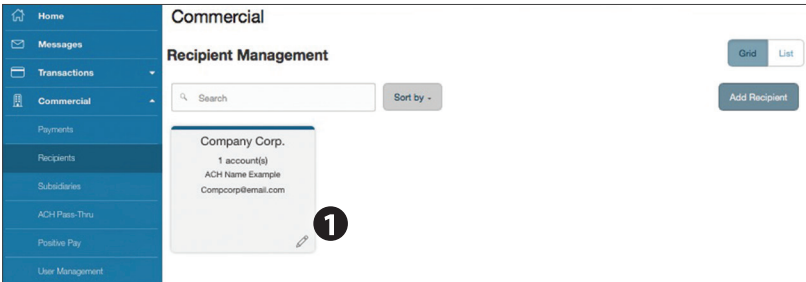 Home
Messages
Transactions
Commercial
Payments
Recipients
Subsidiaries
ACH Pass-Thru
Positive Pay
User Management
Commercial
Recipient Management
Grid List
Search
Sort by -
Add Recipient
Company Corp.
1 account(s)
ACH Name Example
Compcorp@email.com
1